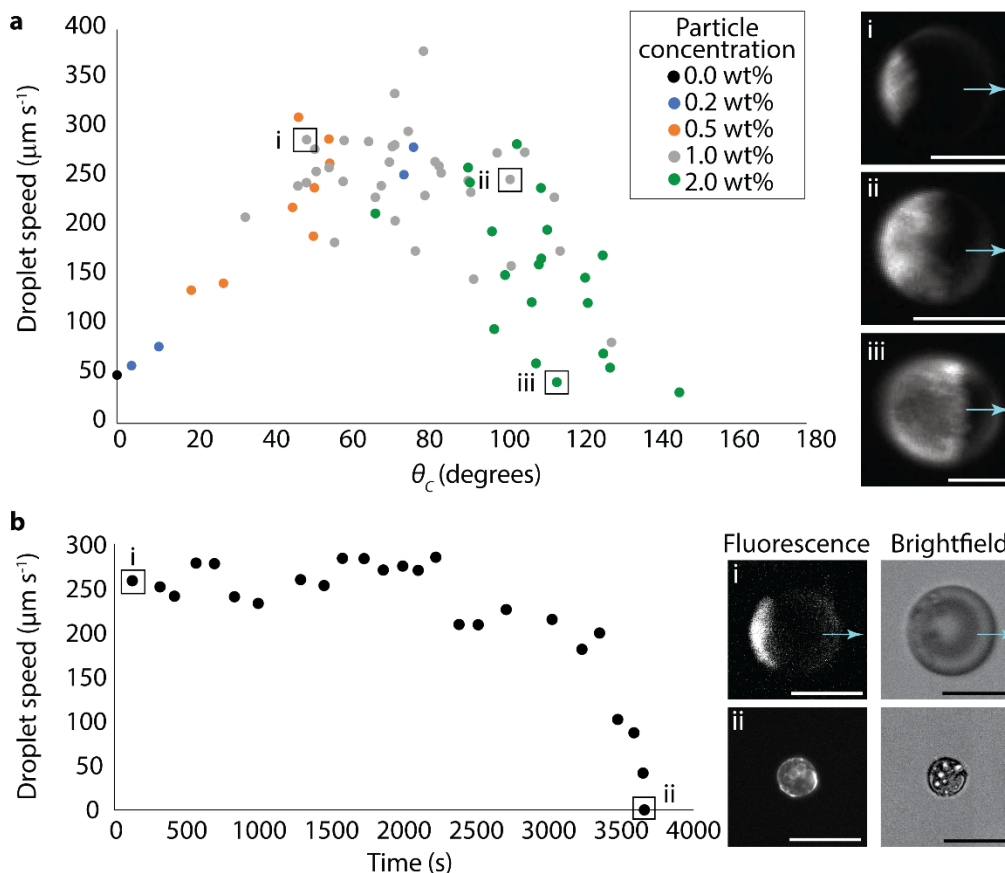 a
400
350
300
250
200
150
100
50
0
Droplet speed (µm s⁻¹)
0 20 40 60 80 100 120 140 160 180
θc (degrees)
i
ii
iii
Particle
concentration
0.0 wt%
0.2 wt%
0.5 wt%
1.0 wt%
2.0 wt%
i
ii
iii
b
300
250
200
150
100
50
0
Droplet speed (µm s⁻¹)
0 500 1000 1500 2000 2500 3000 3500 4000
Time (s)
i
ii
Fluorescence Brightfield
i
ii